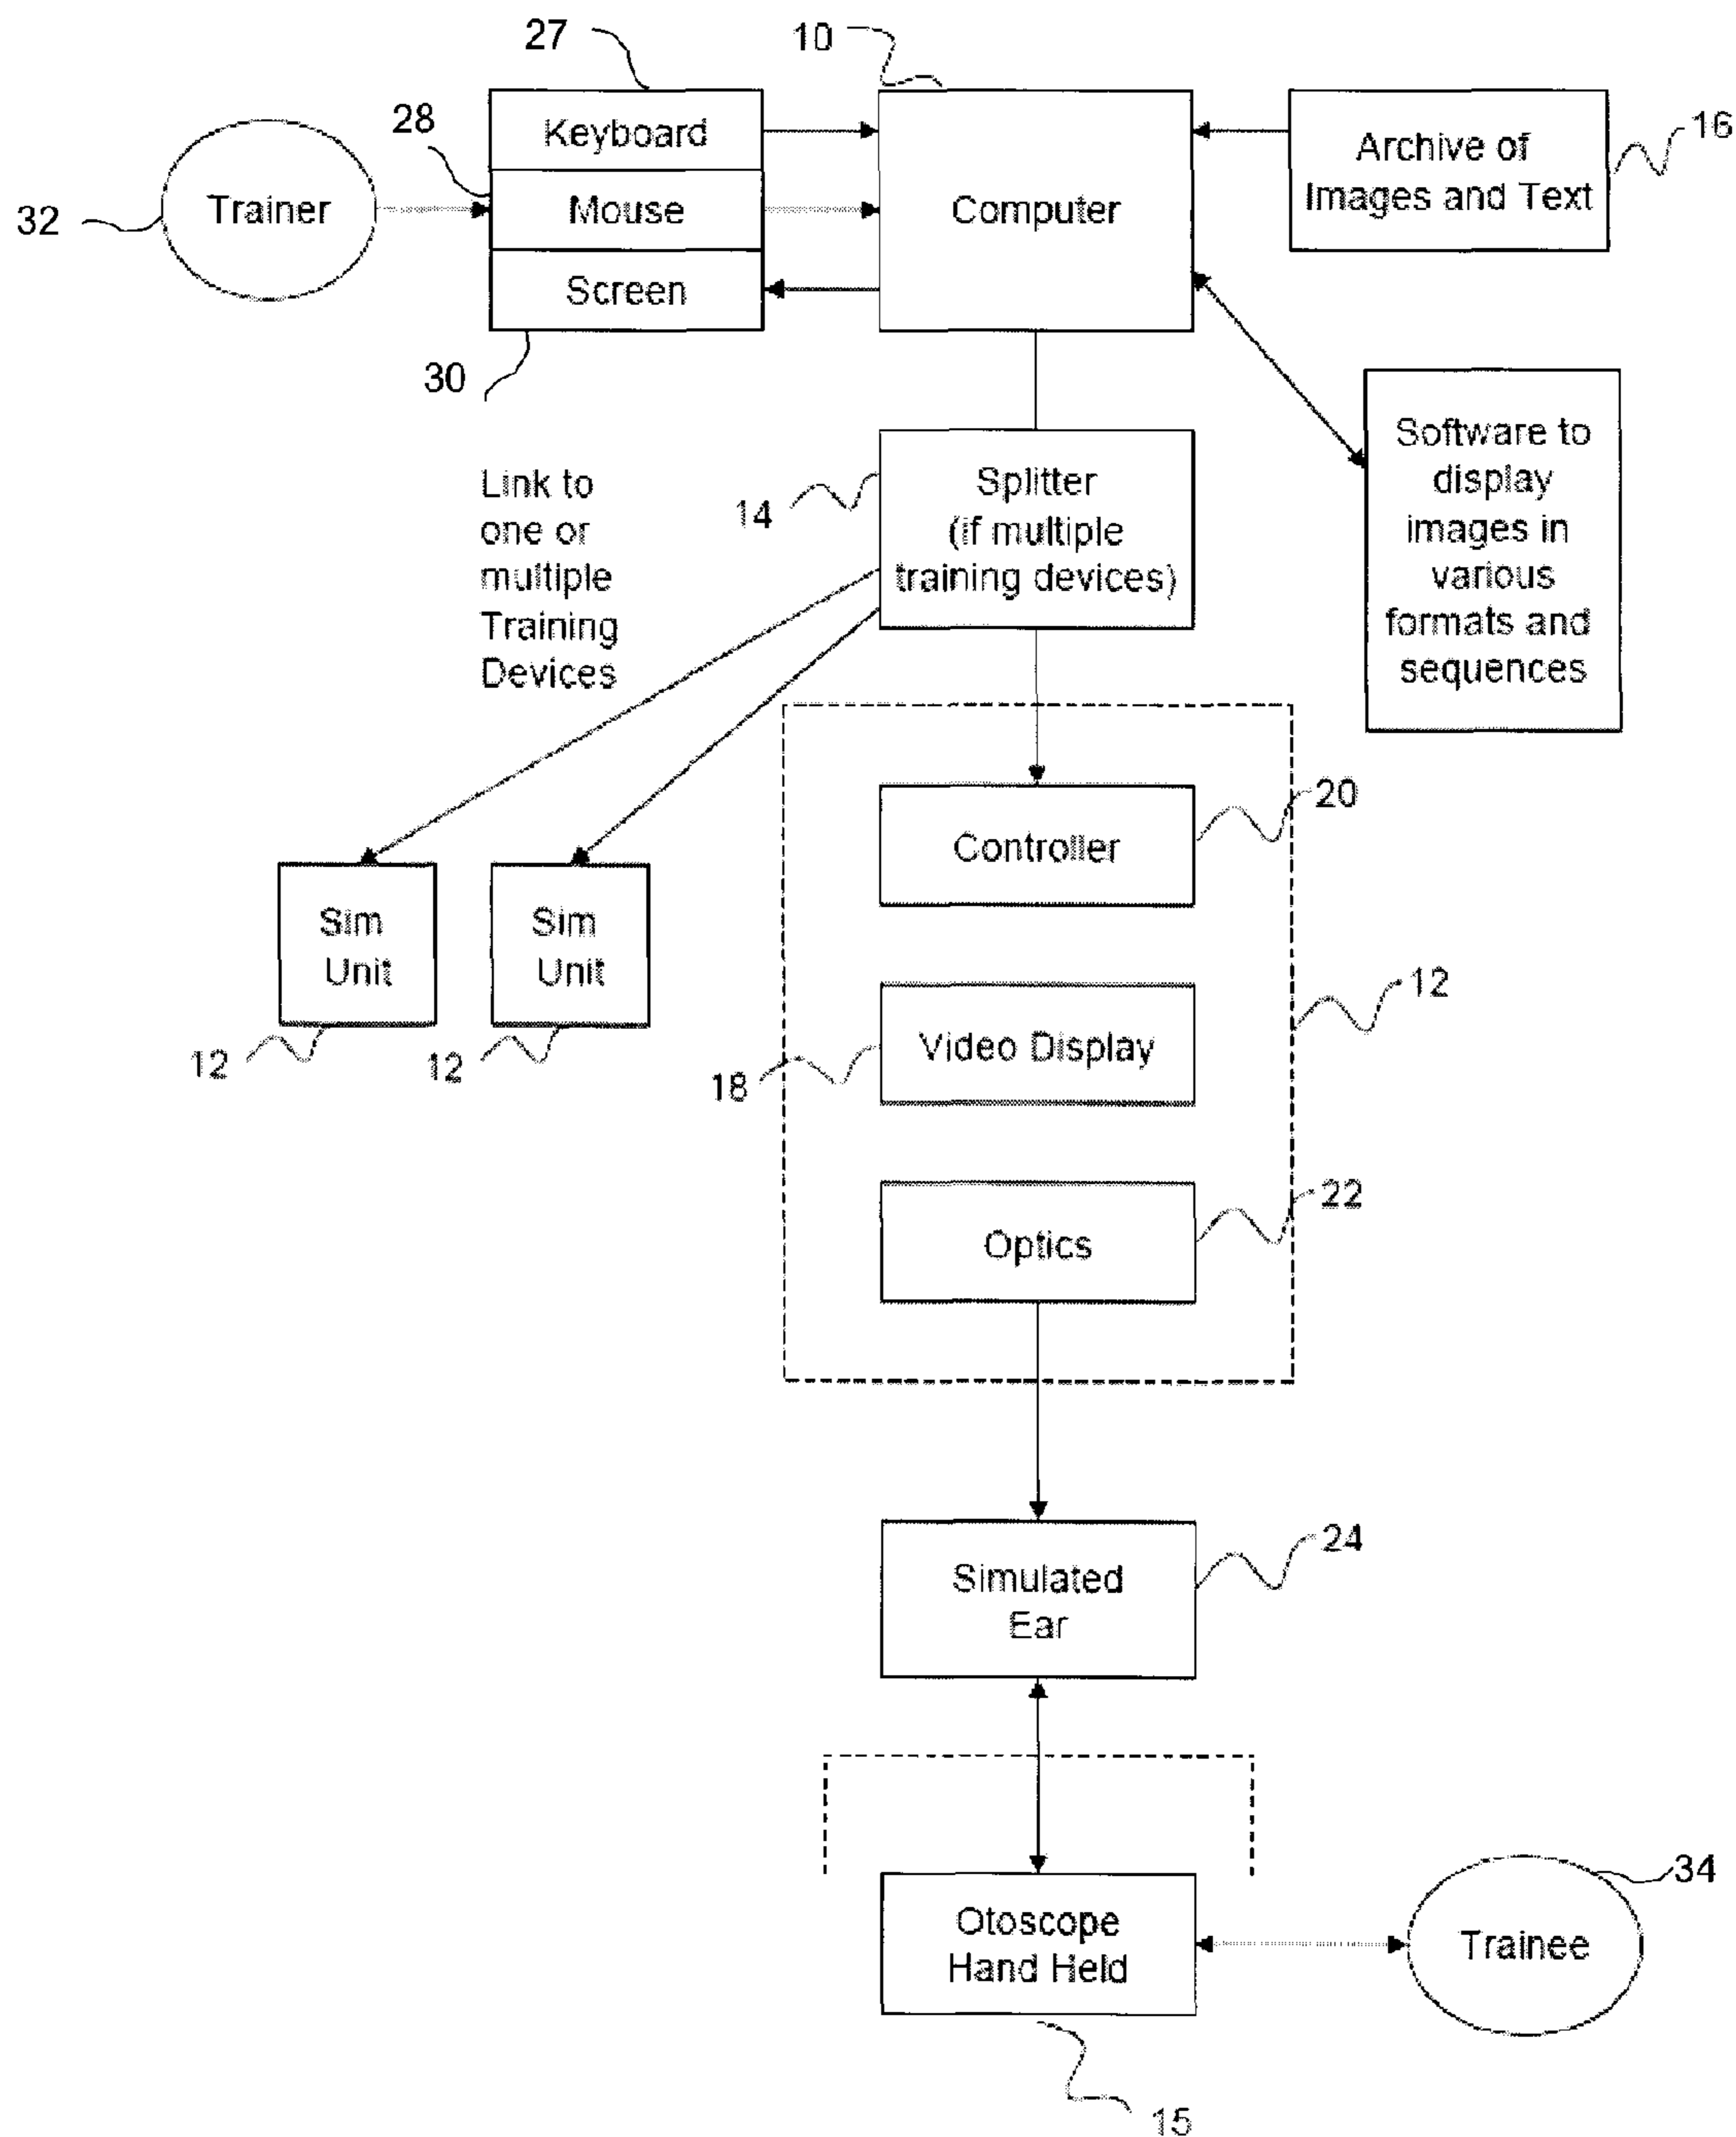 27
10
28
Keyboard
Archive of
Images and Text
16
32
Trainer
Mouse
Computer
Screen
30
Link to
one or
multiple
Training
Devices
14
Splitter
(if multiple
training devices)
Software to
display
images in
various
formats and
sequences
Controller
20
Sim
Unit
Sim
Unit
12
12
12
Video Display
18
Optics
22
Simulated
Ear
24
Otoscope
Hand Held
Trainee
34
15